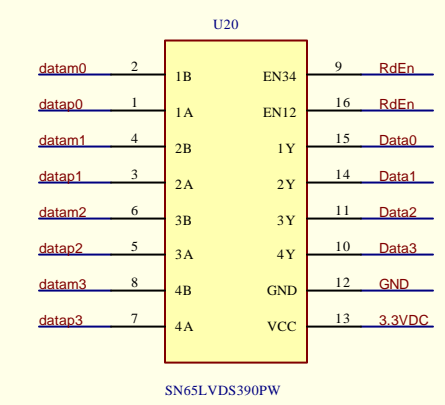 U20
datam0 2 1B EN34 9 RdEn
datap0 1 1A EN12 16 RdEn
datam1 4 2B 1Y 15 Data0
datap1 3 2A 2Y 14 Data1
datam2 6 3B 3Y 11 Data2
datap2 5 3A 4Y 10 Data3
datam3 8 4B GND 12 GND
datap3 7 4A VCC 13 3.3VDC
SN65LVDS390PW